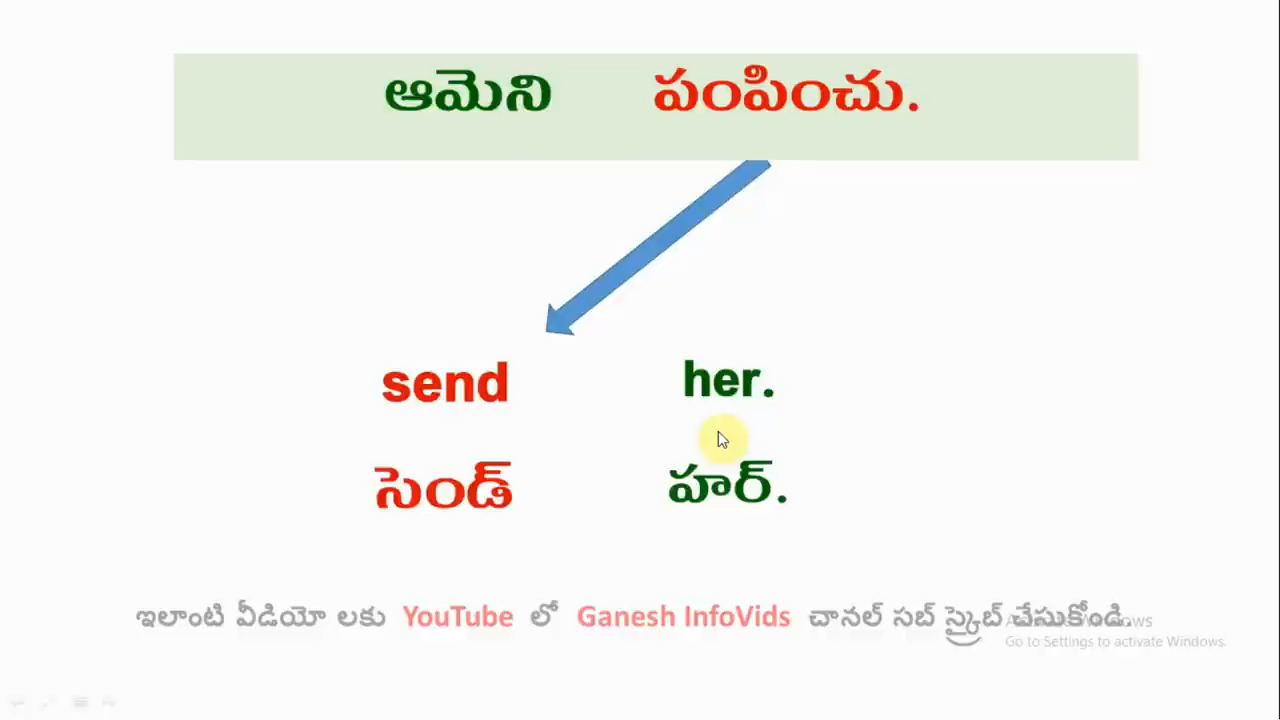 ఆమెని పంపించు.
send her.
సెండ్ హర్.
ఇలాంటి వీడియో లకు YouTube లో Ganesh InfoVids చానల్ సబ్ స్క్రైబ్ చేసుకోండి.
Go to Settings to activate Windows.